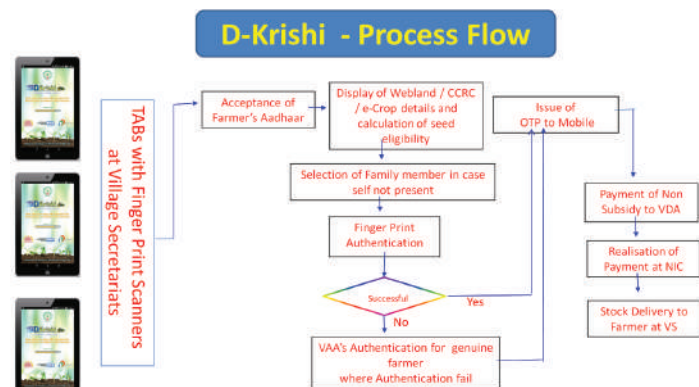 D-Krishi - Process Flow
TABs with Finger Print Scanners
at Village Secretariats
Acceptance of
Farmer's Aadhaar
Display of Webland / CCRC
/ e-Crop details and
calculation of seed
eligibility
Issue of
OTP to Mobile
Selection of Family member in case
self not present
Payment of Non
Subsidy to VDA
Finger Print
Authentication
Realisation of
Payment at NIC
Successful
Yes
Stock Delivery to
Farmer at VS
No
VAA's Authentication for genuine
farmer
where Authentication fail